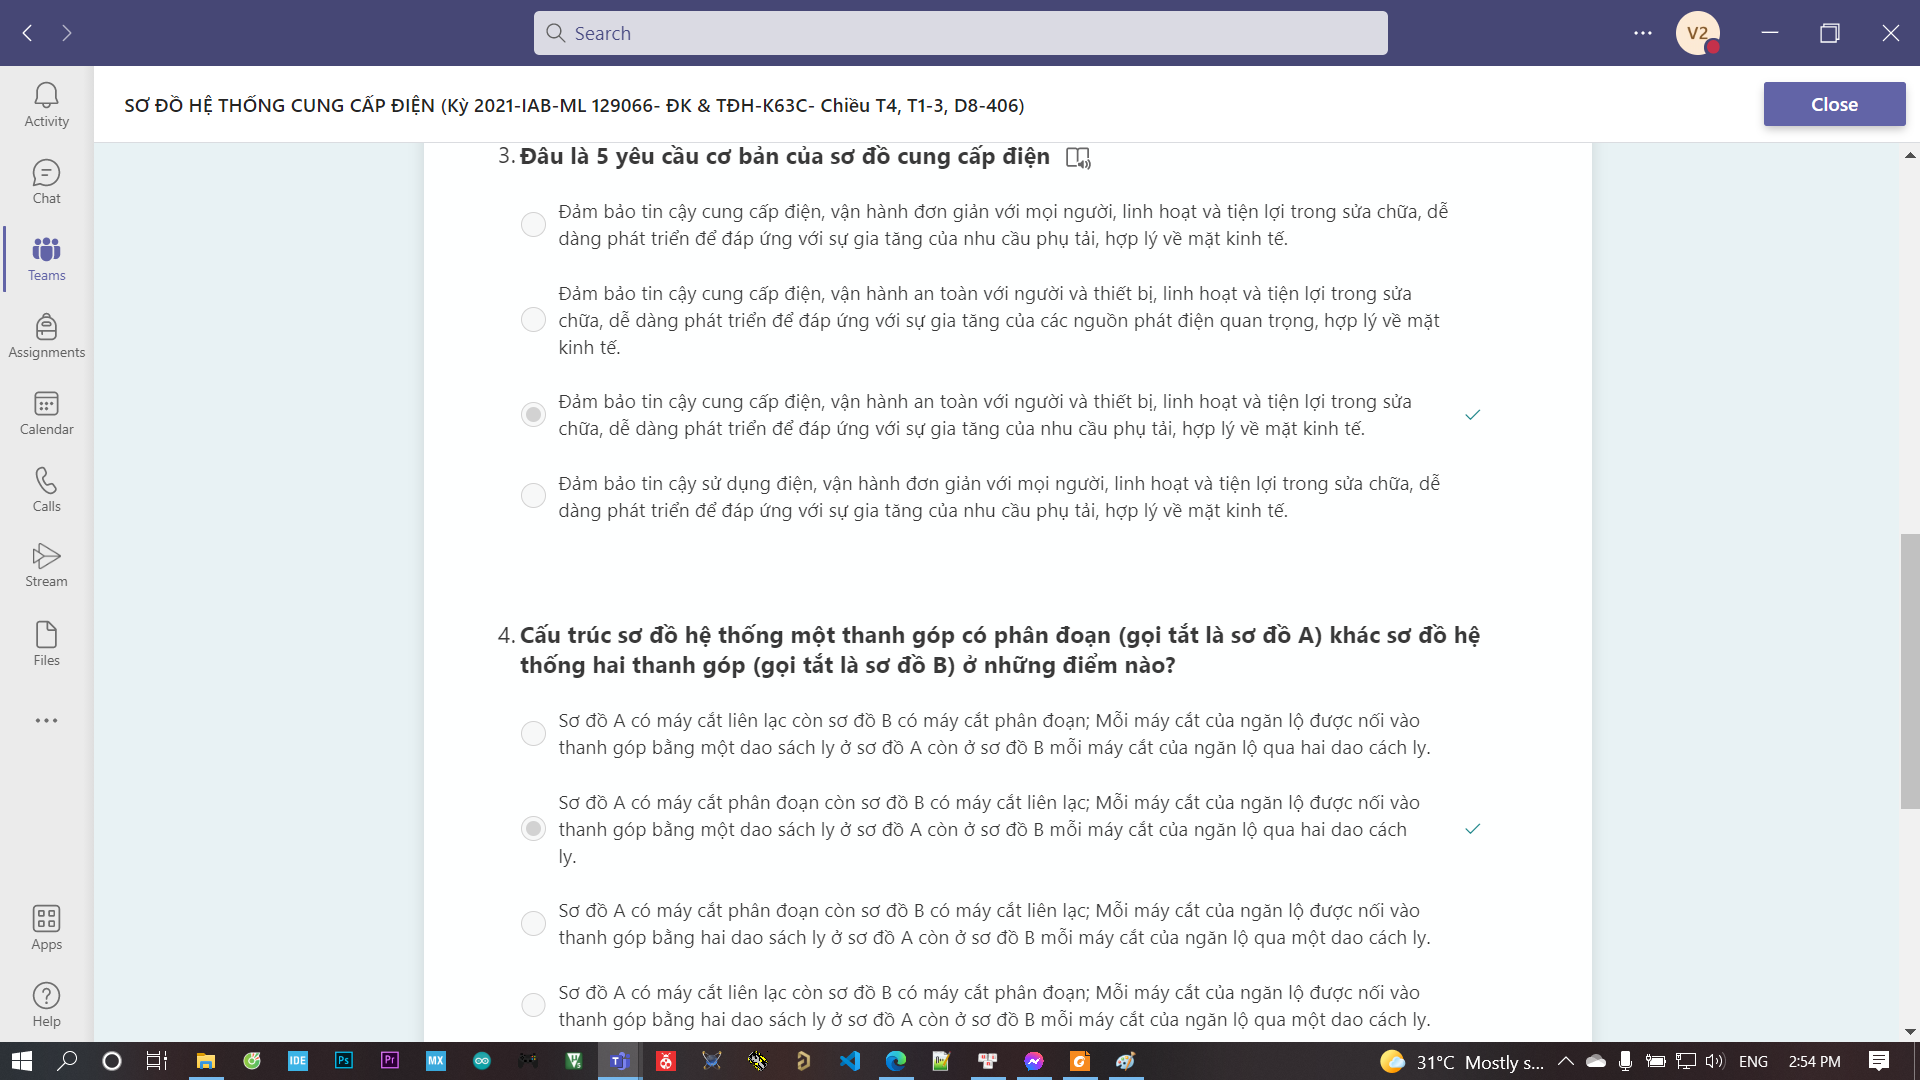 Search
V2
SƠ ĐỒ HỆ THỐNG CUNG CẤP ĐIỆN (Kỳ 2021-IAB-ML 129066- ĐK & TĐH-K63C- Chiều T4, T1-3, D8-406)
Close
Activity
Chat
Teams
Assignments
Calendar
Calls
Stream
Files
Apps
Help
3. Đâu là 5 yêu cầu cơ bản của sơ đồ cung cấp điện
Đảm bảo tin cậy cung cấp điện, vận hành đơn giản với mọi người, linh hoạt và tiện lợi trong sửa chữa, dễ
dàng phát triển để đáp ứng với sự gia tăng của nhu cầu phụ tải, hợp lý về mặt kinh tế.
Đảm bảo tin cậy cung cấp điện, vận hành an toàn với người và thiết bị, linh hoạt và tiện lợi trong sửa
chữa, dễ dàng phát triển để đáp ứng với sự gia tăng của các nguồn phát điện quan trọng, hợp lý về mặt
kinh tế.
Đảm bảo tin cậy cung cấp điện, vận hành an toàn với người và thiết bị, linh hoạt và tiện lợi trong sửa
chữa, dễ dàng phát triển để đáp ứng với sự gia tăng của nhu cầu phụ tải, hợp lý về mặt kinh tế.
Đảm bảo tin cậy sử dụng điện, vận hành đơn giản với mọi người, linh hoạt và tiện lợi trong sửa chữa, dễ
dàng phát triển để đáp ứng với sự gia tăng của nhu cầu phụ tải, hợp lý về mặt kinh tế.
4. Cấu trúc sơ đồ hệ thống một thanh góp có phân đoạn (gọi tắt là sơ đồ A) khác sơ đồ hệ
thống hai thanh góp (gọi tắt là sơ đồ B) ở những điểm nào?
Sơ đồ A có máy cắt liên lạc còn sơ đồ B có máy cắt phân đoạn; Mỗi máy cắt của ngăn lộ được nối vào
thanh góp bằng một dao sách ly ở sơ đồ A còn ở sơ đồ B mỗi máy cắt của ngăn lộ qua hai dao cách ly.
Sơ đồ A có máy cắt phân đoạn còn sơ đồ B có máy cắt liên lạc; Mỗi máy cắt của ngăn lộ được nối vào
thanh góp bằng một dao sách ly ở sơ đồ A còn ở sơ đồ B mỗi máy cắt của ngăn lộ qua hai dao cách
ly.
Sơ đồ A có máy cắt phân đoạn còn sơ đồ B có máy cắt liên lạc; Mỗi máy cắt của ngăn lộ được nối vào
thanh góp bằng hai dao sách ly ở sơ đồ A còn ở sơ đồ B mỗi máy cắt của ngăn lộ qua một dao cách ly.
Sơ đồ A có máy cắt liên lạc còn sơ đồ B có máy cắt phân đoạn; Mỗi máy cắt của ngăn lộ được nối vào
thanh góp bằng hai dao sách ly ở sơ đồ A còn ở sơ đồ B mỗi máy cắt của ngăn lộ qua một dao cách ly.
IDE Ps Pr MX 31°C Mostly s... ENG 2:54 PM